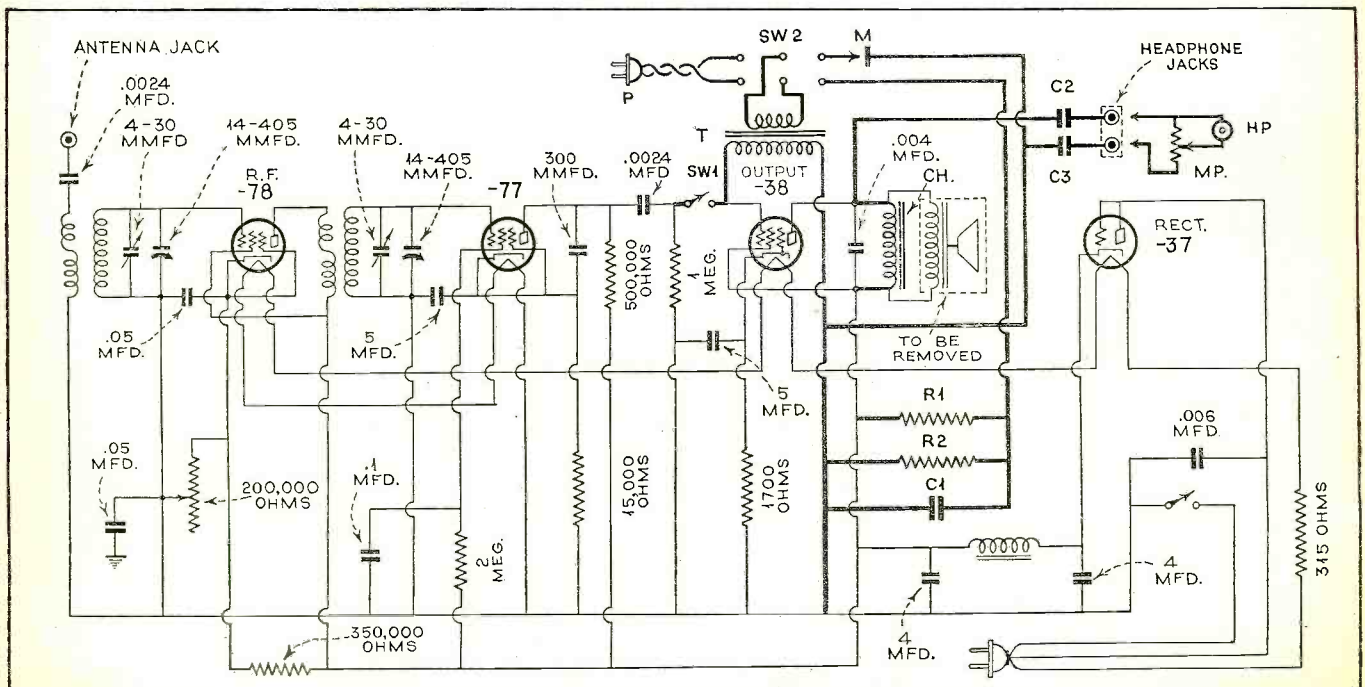 ANTENNA JACK
.0024
MFD.
4-30
MMFD
14-405
MMFD.
R.F.
-78
4-30
MMFD.
14-405
MMFD.
-77
300
MMFD.
.0024
MFD
SW1
P
SW 2
M
T
OUTPUT
-38
.004
MFD.
CH.
C2
C3
HEADPHONE
JACKS
HP
MP.
RECT.
-37
.05
MFD.
5
MFD.
500,000
OHMS
1
MEG.
5
MFD.
TO BE
REMOVED
.05
MFD.
200,000
OHMS
.1
MFD.
2
MEG.
15,000
OHMS
1700
OHMS
R1
R2
C1
.006
MFD.
315 OHMS
350,000
OHMS
4
MFD.
4
MFD.